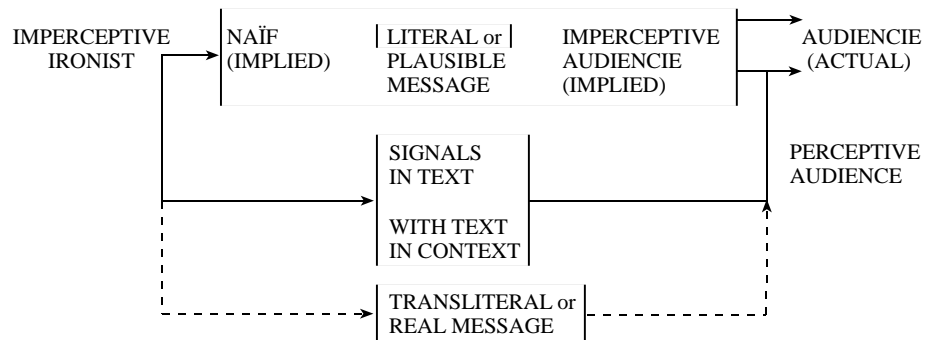 IMPERCEPTIVE
IRONIST
NAÏF
(IMPLIED)
LITERAL or
PLAUSIBLE
MESSAGE
IMPERCEPTIVE
AUDIENCIE
(IMPLIED)
AUDIENCIE
(ACTUAL)
SIGNALS
IN TEXT
WITH TEXT
IN CONTEXT
PERCEPTIVE
AUDIENCE
TRANSLITERAL or
REAL MESSAGE